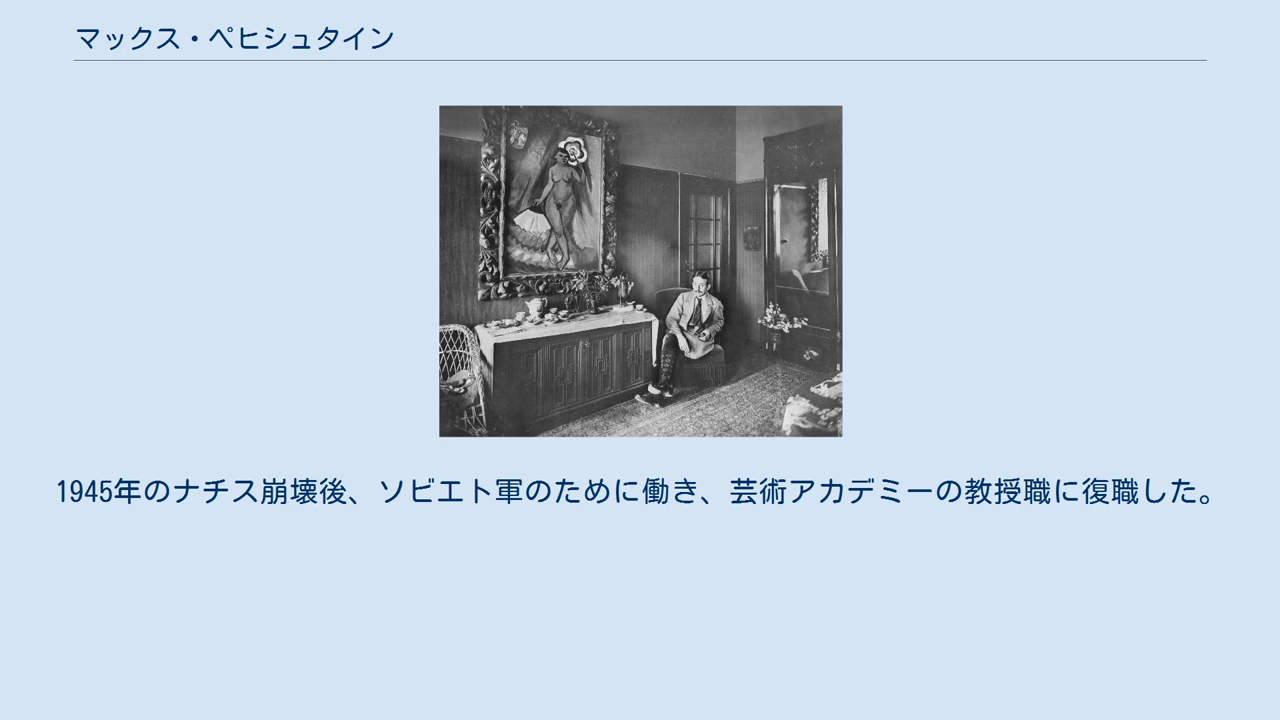 マックス・ペヒシュタイン
1945年のナチス崩壊後、ソビエト軍のために働き、芸術アカデミーの教授職に復職した。